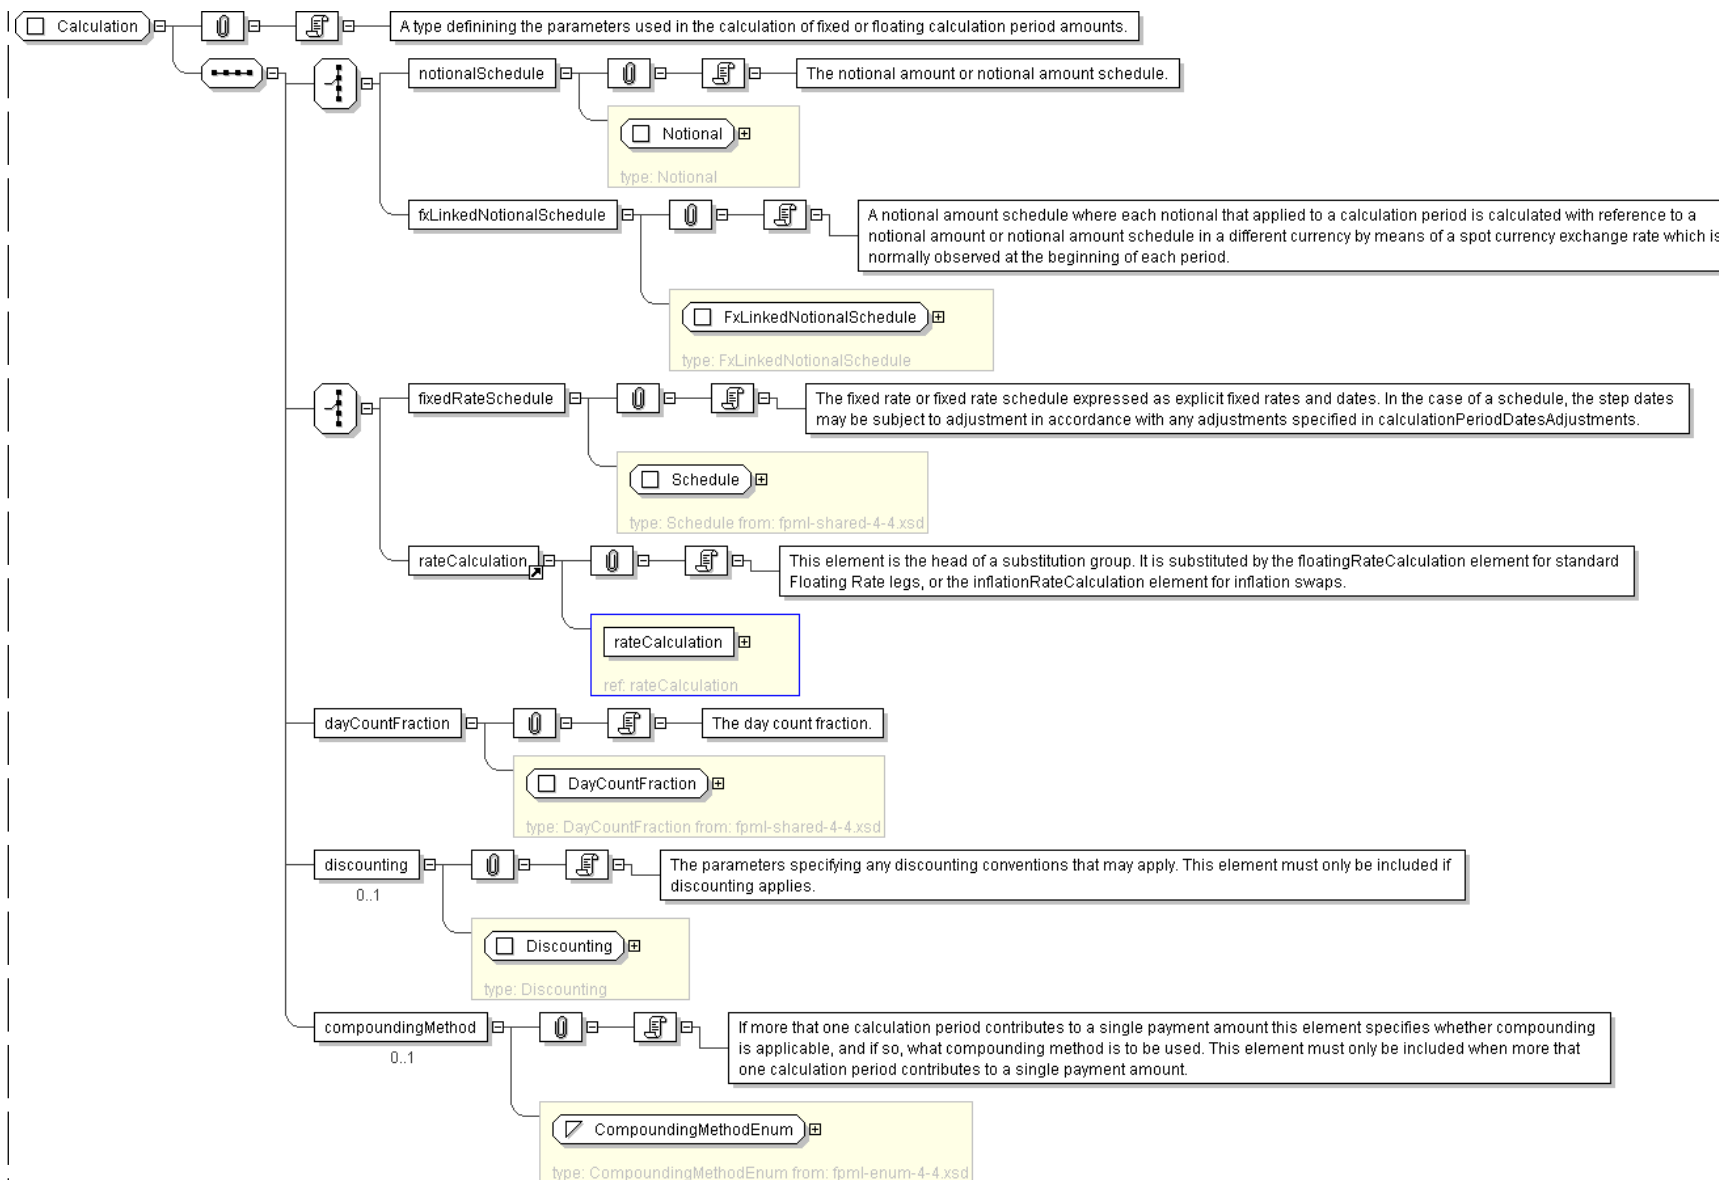 Calculation
A type definining the parameters used in the calculation of fixed or floating calculation period amounts.
notionalSchedule
The notional amount or notional amount schedule.
Notional
type: Notional
fxLinkedNotionalSchedule
A notional amount schedule where each notional that applied to a calculation period is calculated with reference to a
notional amount or notional amount schedule in a different currency by means of a spot currency exchange rate which is
normally observed at the beginning of each period.
FxLinkedNotionalSchedule
type: FxLinkedNotionalSchedule
fixedRateSchedule
The fixed rate or fixed rate schedule expressed as explicit fixed rates and dates. In the case of a schedule, the step dates
may be subject to adjustment in accordance with any adjustments specified in calculationPeriodDatesAdjustments.
Schedule
type: Schedule from: fpml-shared-4-4.xsd
rateCalculation
This element is the head of a substitution group. It is substituted by the floatingRateCalculation element for standard
Floating Rate legs, or the inflationRateCalculation element for inflation swaps.
rateCalculation
ref: rateCalculation
dayCountFraction
The day count fraction.
DayCountFraction
type: DayCountFraction from: fpml-shared-4-4.xsd
discounting
0..1
The parameters specifying any discounting conventions that may apply. This element must only be included if
discounting applies.
Discounting
type: Discounting
compoundingMethod
0..1
If more that one calculation period contributes to a single payment amount this element specifies whether compounding
is applicable, and if so, what compounding method is to be used. This element must only be included when more that
one calculation period contributes to a single payment amount.
CompoundingMethodEnum
type: CompoundingMethodEnum from: fpml-enum-4-4.xsd